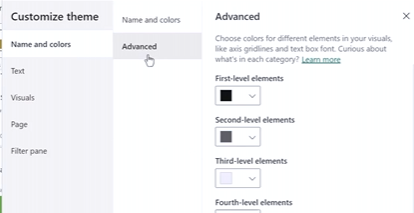 Customize theme
Name and colors
Text
Visuals
Page
Filter pane
Name and colors
Advanced
Advanced
Choose colors for different elements in your visuals,
like axis gridlines and text box font. Curious about
what's in each category? Learn more
First-level elements
Second-level elements
Third-level elements
Fourth-level elements